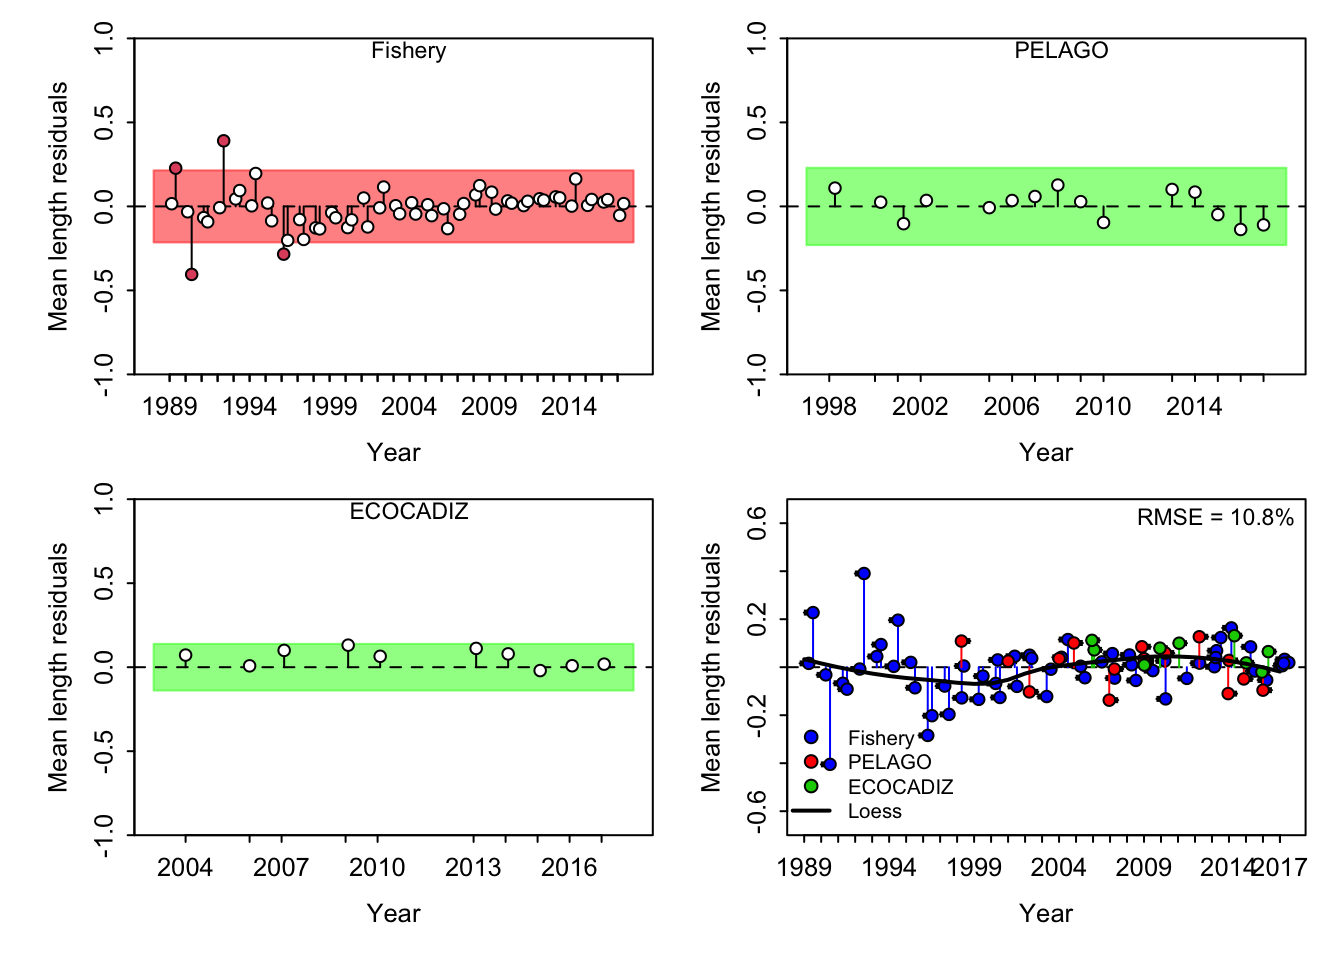 Fishery
1.0
0.5
0.0
-0.5
-1.0
Mean length residuals
1989 1994 1999 2004 2009 2014
Year
PELAGO
1.0
0.5
0.0
-0.5
-1.0
Mean length residuals
1998 2002 2006 2010 2014
Year
ECOCADIZ
1.0
0.5
0.0
-0.5
-1.0
Mean length residuals
2004 2007 2010 2013 2016
Year
RMSE = 10.8%
0.6
0.2
-0.2
-0.6
Mean length residuals
Fishery
PELAGO
ECOCADIZ
Loess
1989 1994 1999 2004 2009 2014 2017
Year